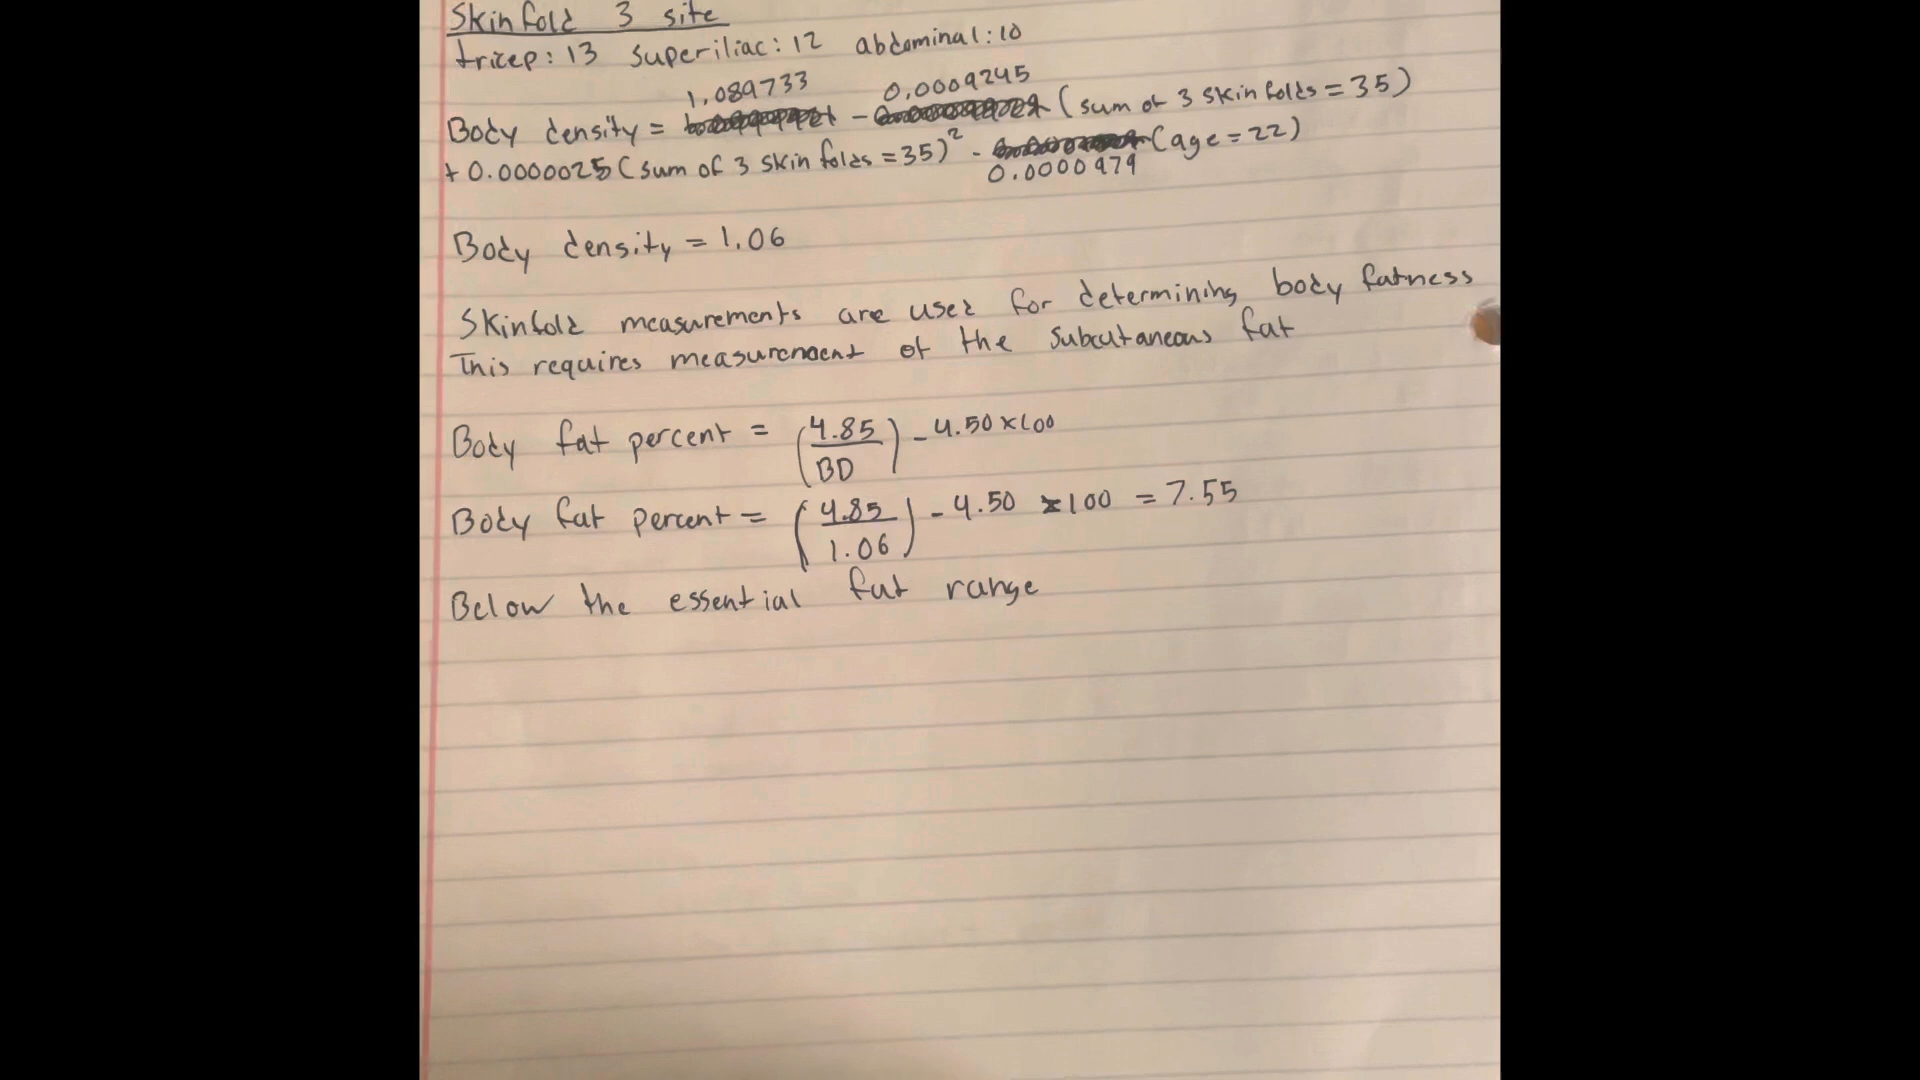 Skinfold 3 site
tricep: 13 superiliac: 12 abdominal: 10
1.089733 0.0009245
Body density = - (sum of 3 skin folds = 35)
+ 0.0000025 (sum of 3 skin folds = 35)² - (age = 22)
0.0000979
Body density = 1.06
Skinfold measurements are used for determining body fatness
This requires measurement of the subcutaneous fat
Body fat percent = (4.85/BD) - 4.50 x 100
Body fat percent = (4.85/1.06) - 4.50 x 100 = 7.55
Below the essential fat range